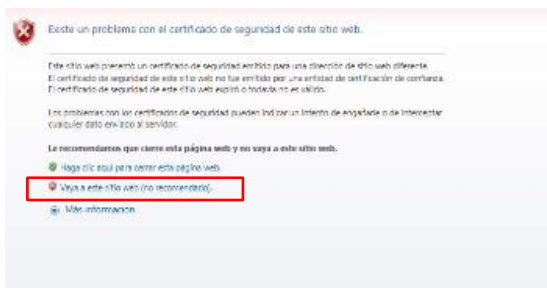 Existe un problema con el certificado de seguridad de este sitio web.
Este sitio web presentó un certificado de seguridad emitido para una dirección de sitio web diferente.
El certificado de seguridad de este sitio web no fue emitido por una entidad de certificación de confianza.
El certificado de seguridad de este sitio web expiró o todavía no es válido.
Los problemas con los certificados de seguridad pueden indicar un intento de engañarle o de interceptar
cualquier dato enviado al servidor.
Le recomendamos que cierre esta página web y no vaya a este sitio web.
Haga clic aquí para cerrar esta página web.
Vaya a este sitio web (no recomendado).
Más información